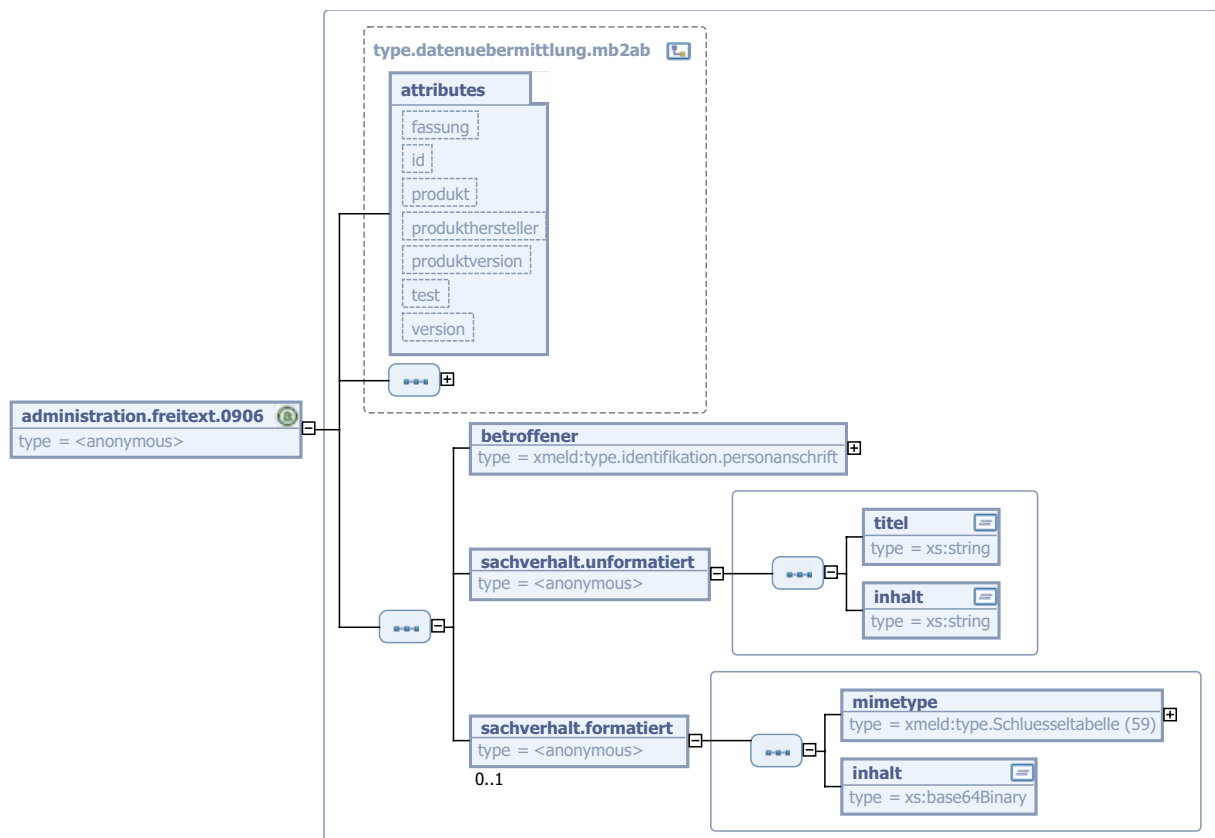 type.datenuebermittlung.mb2ab
attributes
fassung
id
produkt
produkthersteller
produktversion
test
version
administration.freitext.0906
type = <anonymous>
betroffener
type = xmeld:type.identifikation.personanschrift
sachverhalt.unformatiert
type = <anonymous>
titel
type = xs:string
inhalt
type = xs:string
sachverhalt.formatiert
type = <anonymous>
0..1
mimetype
type = xmeld:type.Schluesseltabelle (59)
inhalt
type = xs:base64Binary